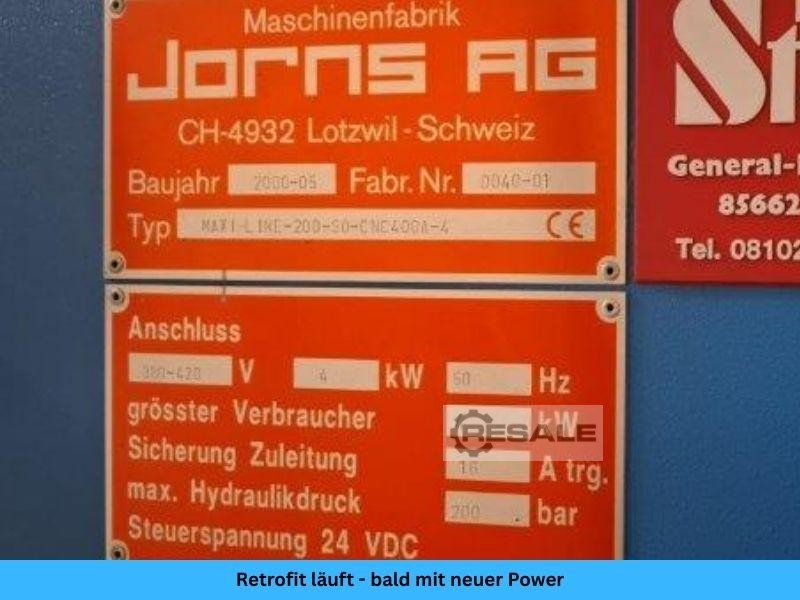 Maschinenfabrik
Jorns AG
CH-4932 Lotzwil-Schweiz
Baujahr 2000-05 Fabr. Nr. 0040-01
Typ MAXI-LINE-200-30-CNC400A-4 CE
St
General-
85662
Tel. 08102
Anschluss
380-420 V 4 kW 50 Hz
grösster Verbraucher kW
RESALE
Sicherung Zuleitung 16 A trg.
max. Hydraulikdruck 200 bar
Steuerspannung 24 VDC
Retrofit läuft - bald mit neuer Power